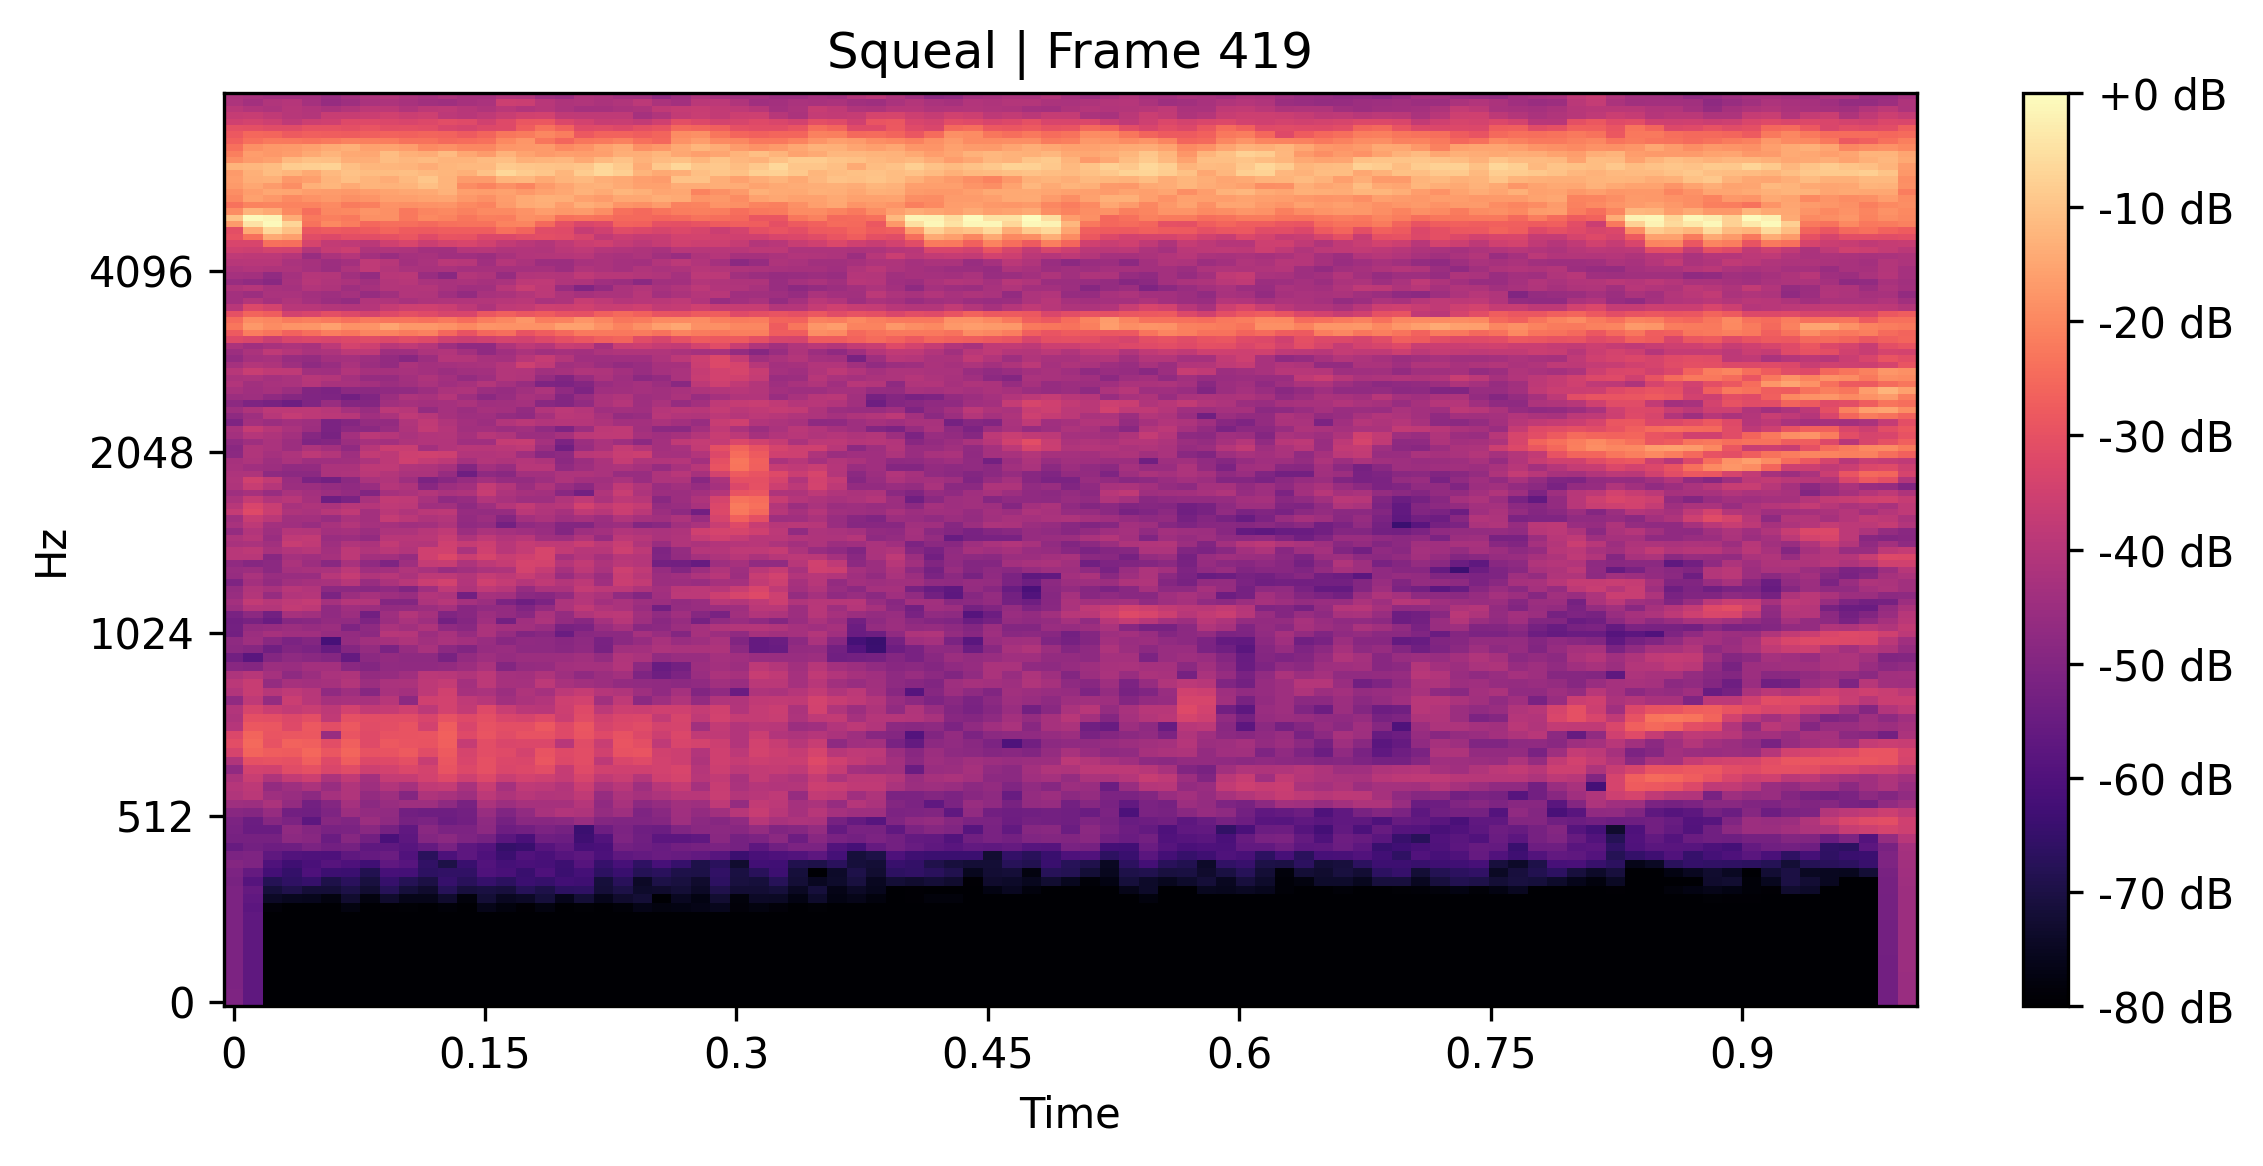 Squeal | Frame 419
+0 dB
-10 dB
4096
-20 dB
-30 dB
2048
-40 dB
Hz
1024
-50 dB
512
-60 dB
-70 dB
0
-80 dB
0 0.15 0.3 0.45 0.6 0.75 0.9
Time